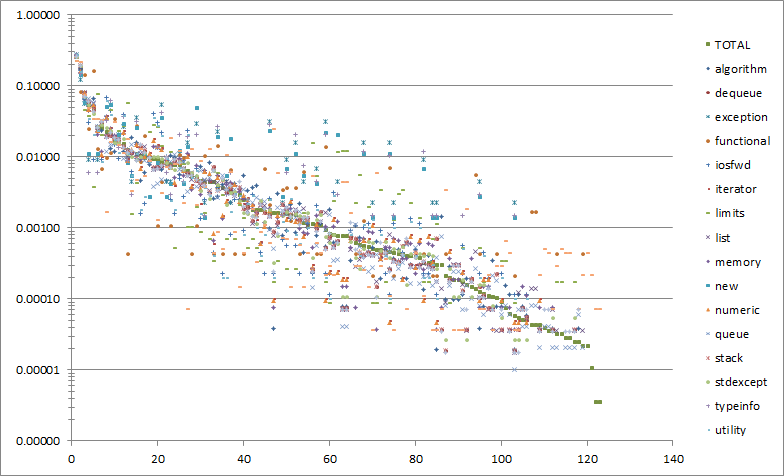 1.00000
0.10000
0.01000
0.00100
0.00010
0.00001
0.00000
0 20 40 60 80 100 120 140
TOTAL
algorithm
dequeue
exception
functional
iosfwd
iterator
limits
list
memory
new
numeric
queue
stack
stdexcept
typeinfo
utility